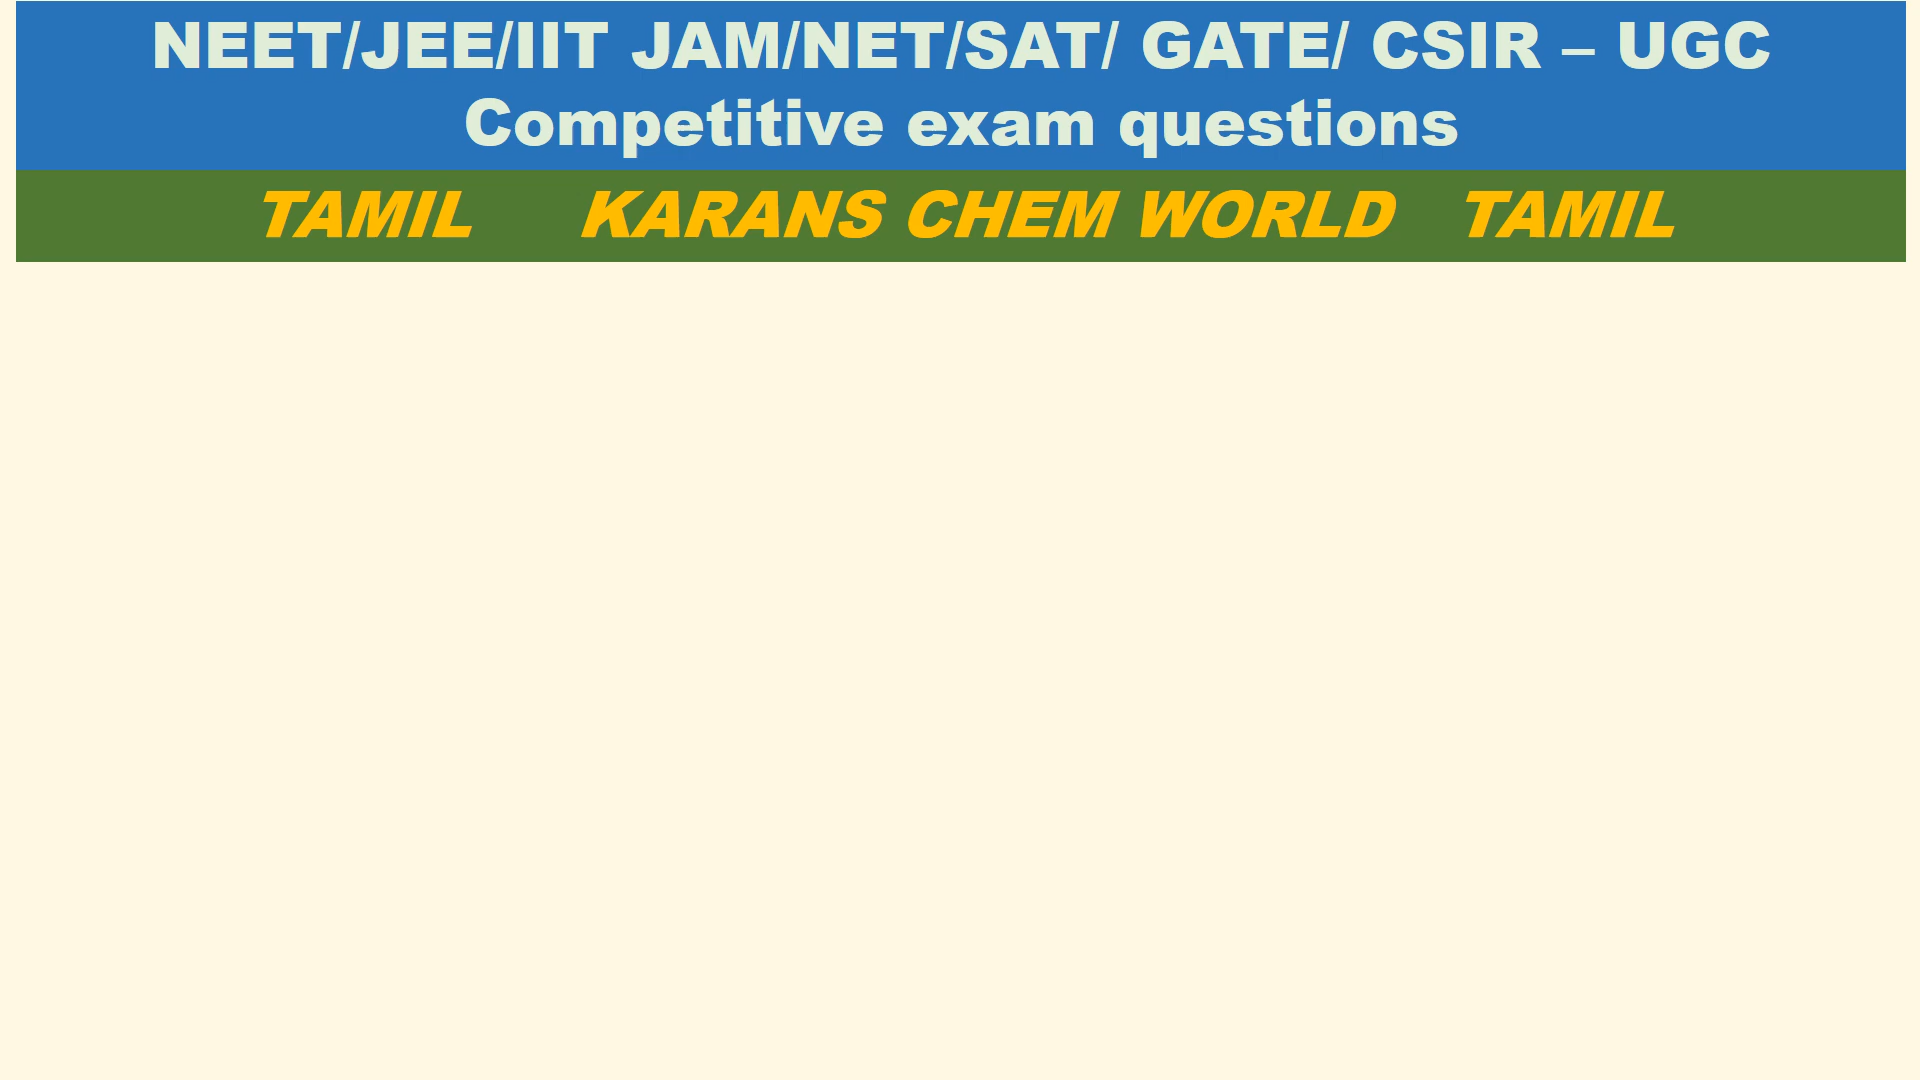 NEET/JEE/IIT JAM/NET/SAT/ GATE/ CSIR – UGC
Competitive exam questions
TAMIL KARANS CHEM WORLD TAMIL